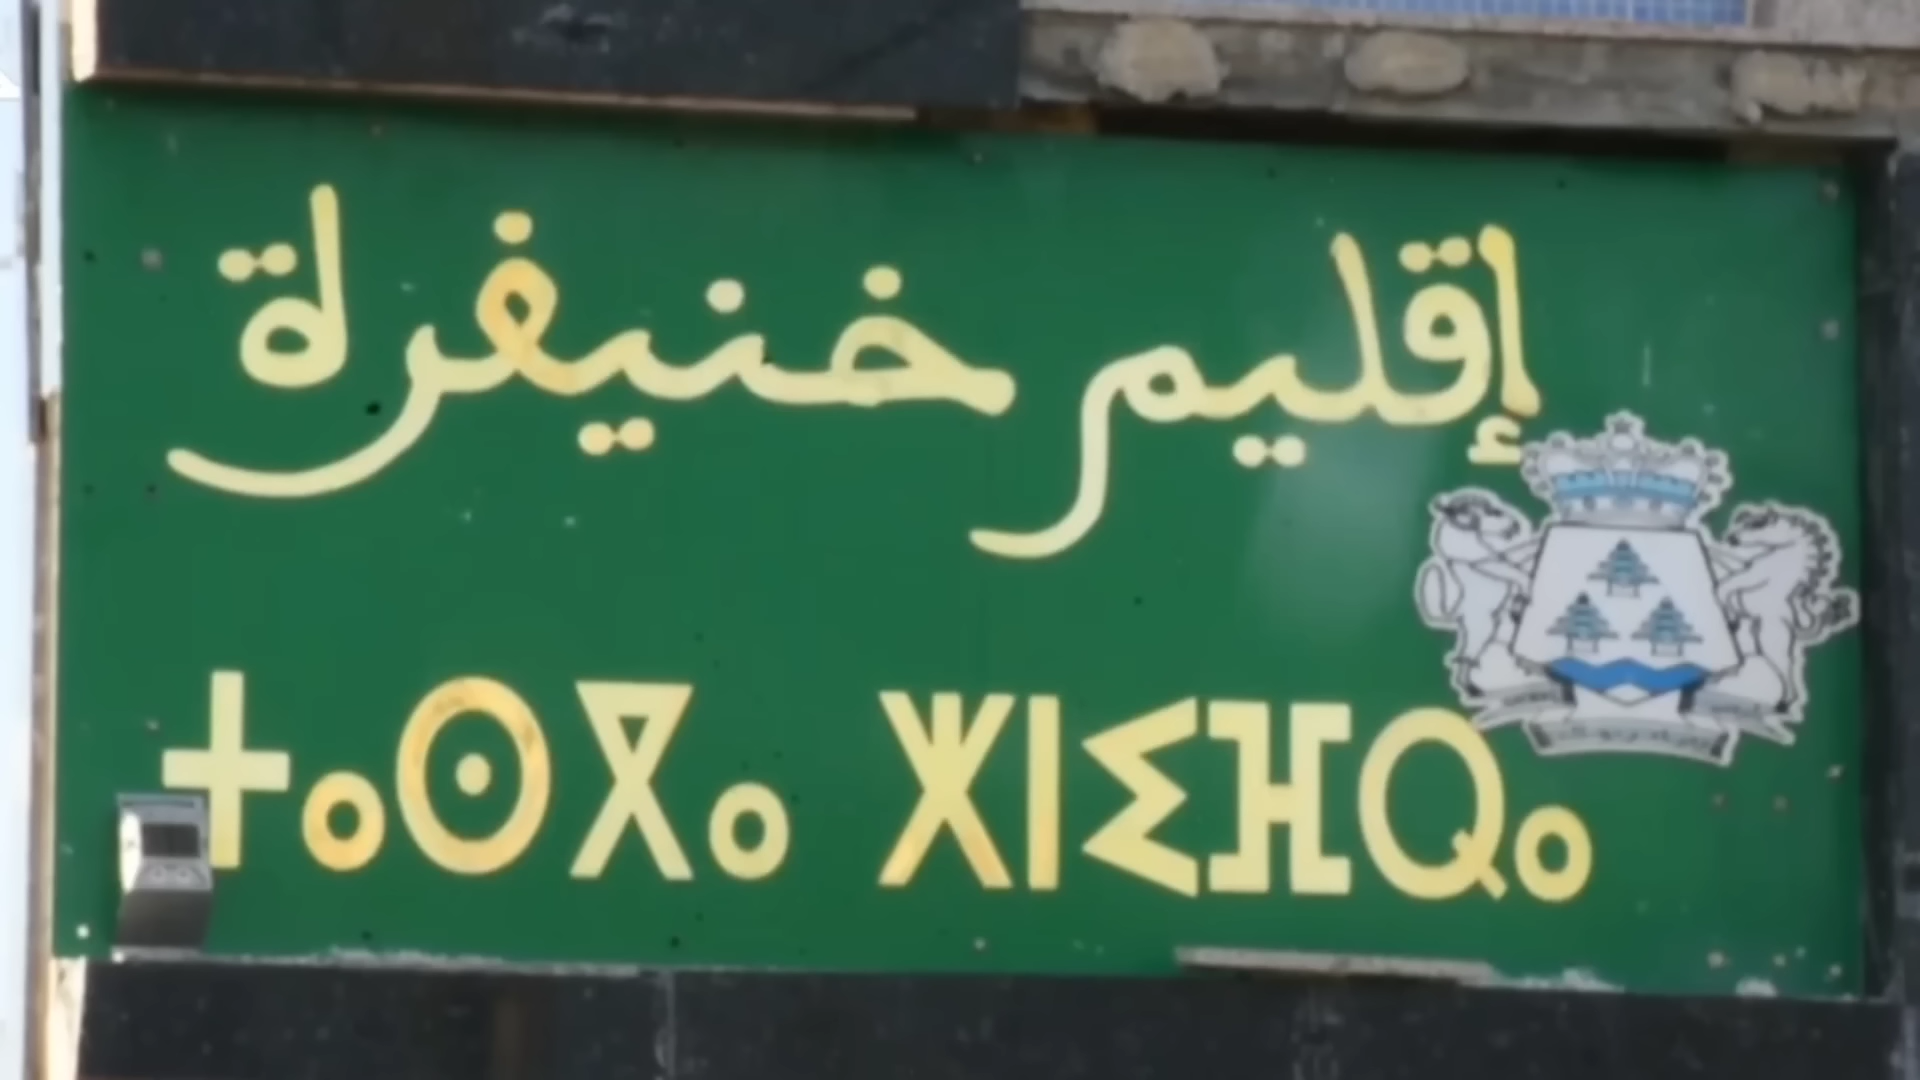 إقليم خنيفرة
ⵜⴰⵙⴳⴰ ⵅⵏⵉⴼⵕⴰ